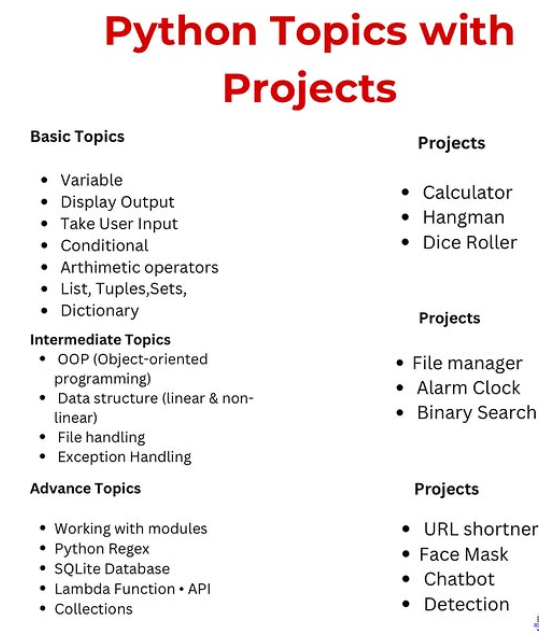 Python Topics with
Projects
Basic Topics
• Variable
• Display Output
• Take User Input
• Conditional
• Arthimetic operators
• List, Tuples,Sets,
• Dictionary
Projects
• Calculator
• Hangman
• Dice Roller
Intermediate Topics
• OOP (Object-oriented
programming)
• Data structure (linear & non-
linear)
• File handling
• Exception Handling
Projects
• File manager
• Alarm Clock
• Binary Search
Advance Topics
• Working with modules
• Python Regex
• SQLite Database
• Lambda Function • API
• Collections
Projects
• URL shortner
• Face Mask
• Chatbot
• Detection